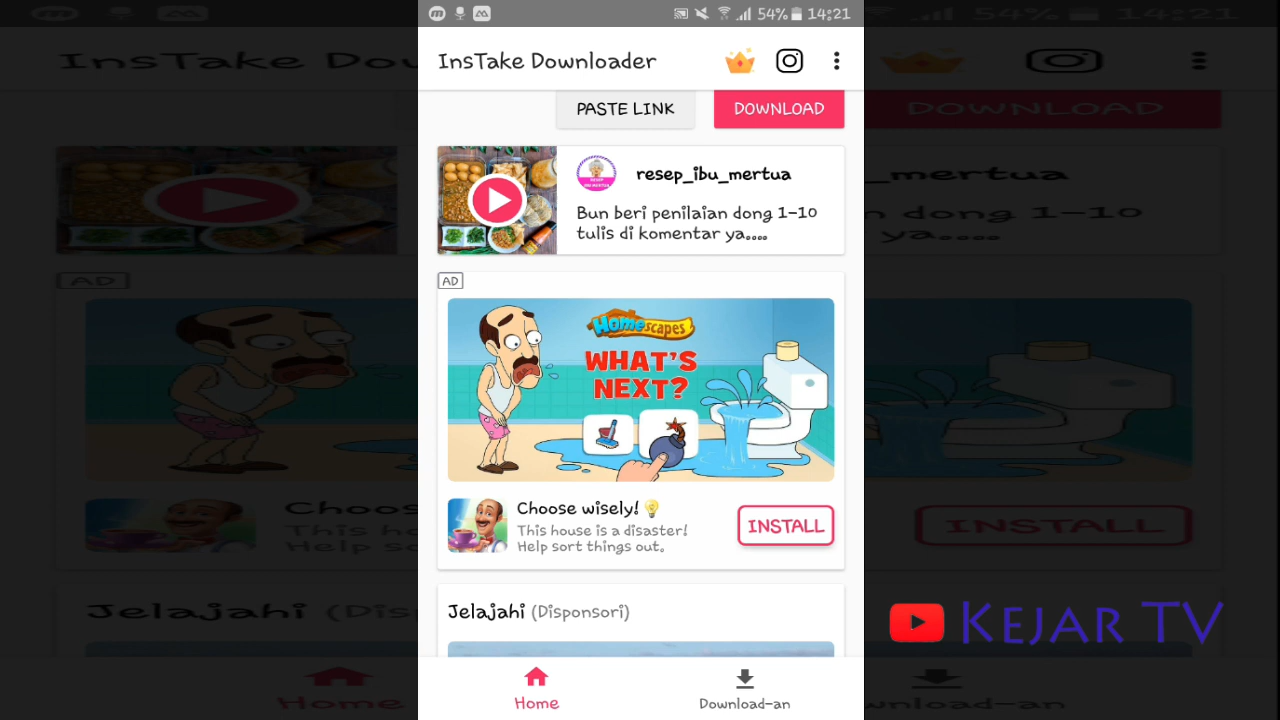 54% 14:21
InsTake Downloader
PASTE LINK
DOWNLOAD
resep_ibu_mertua
Bun beri penilaian dong 1-10
tulis di komentar ya....
AD
Homescapes
WHAT'S
NEXT?
Choose wisely!
This house is a disaster!
Help sort things out.
INSTALL
Jelajahi (Disponsori)
KEJAR TV
Home
Download-an